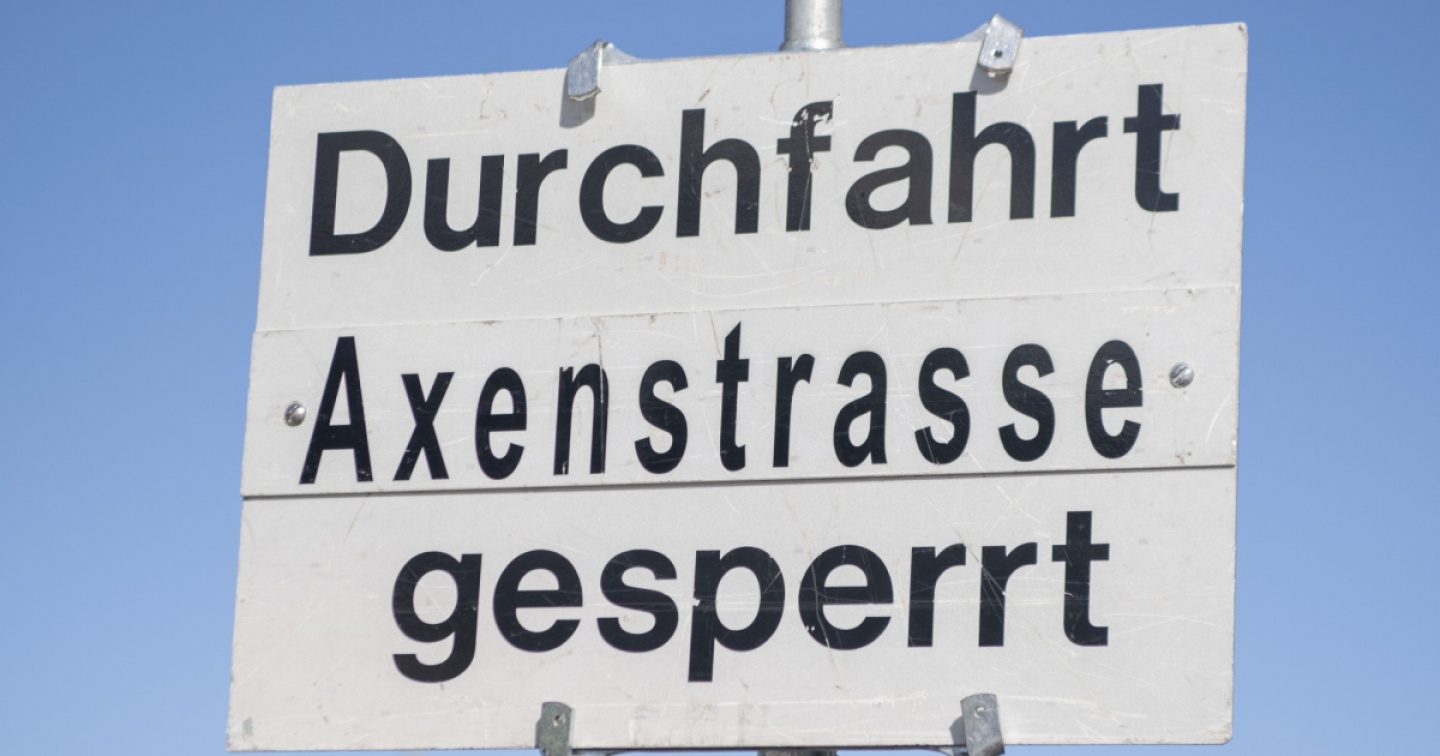 Durchfahrt
Axenstrasse
gesperrt